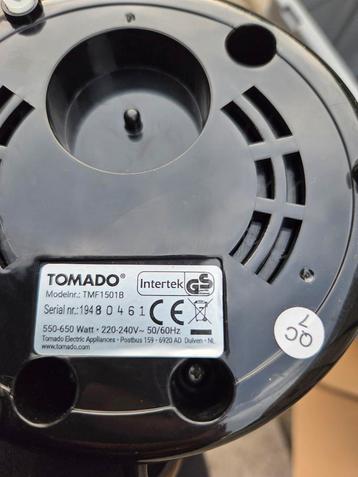 TOMADO®
Modelnr.: TMF1501B
Intertek GS
Serial nr.: 19480461 CE
550-650 Watt • 220-240V~ 50/60Hz
Tomado Electric Appliances - Postbus 159 - 6920 AD Duiven - NL
www.tomado.com
QC
7